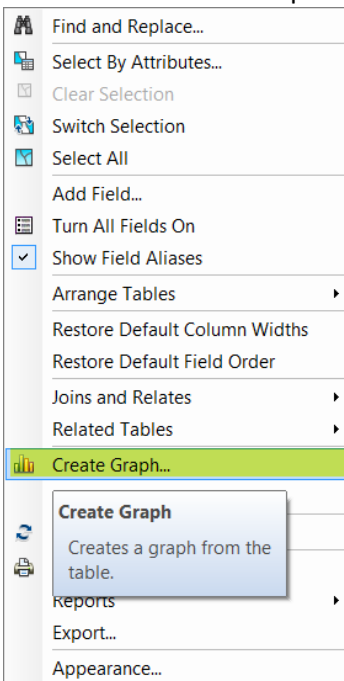 Find and Replace...
Select By Attributes...
Clear Selection
Switch Selection
Select All
Add Field...
Turn All Fields On
Show Field Aliases
Arrange Tables
Restore Default Column Widths
Restore Default Field Order
Joins and Relates
Related Tables
Create Graph...
Create Graph
Creates a graph from the
table.
Reports
Export...
Appearance...